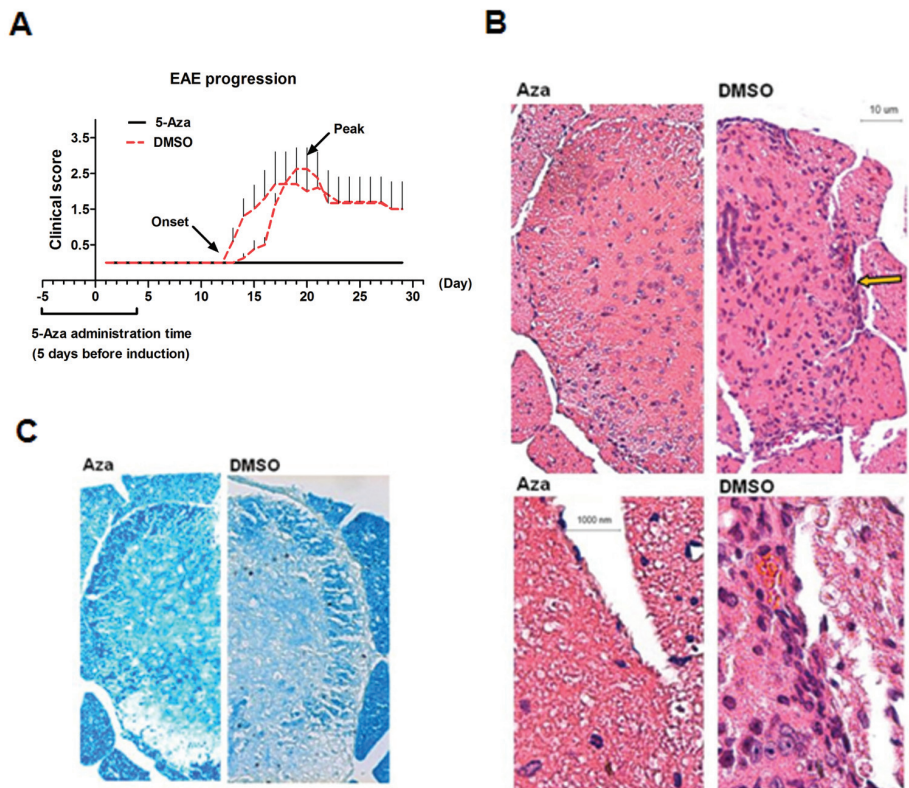 A
EAE progression
5-Aza
DMSO
Peak
Onset
Clinical score
3.5
2.5
1.5
0.5
-5 0 5 10 15 20 25 30 (Day)
5-Aza administration time
(5 days before induction)
B
Aza DMSO
10 um
Aza DMSO
1000 nm
C
Aza DMSO